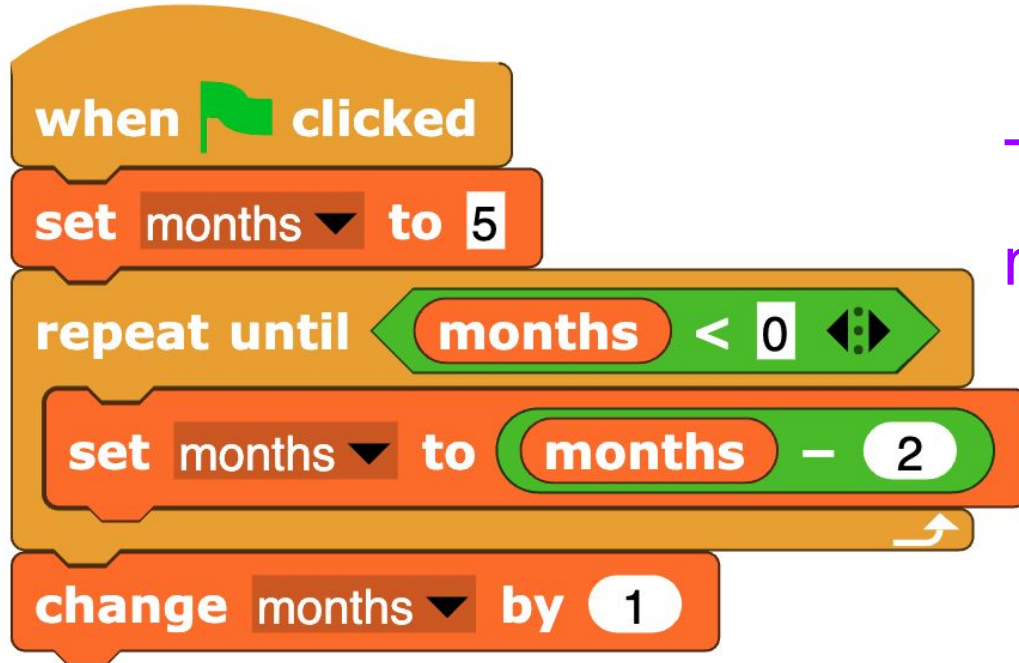 when clicked
set months to 5
repeat until months < 0
set months to months − 2
change months by 1